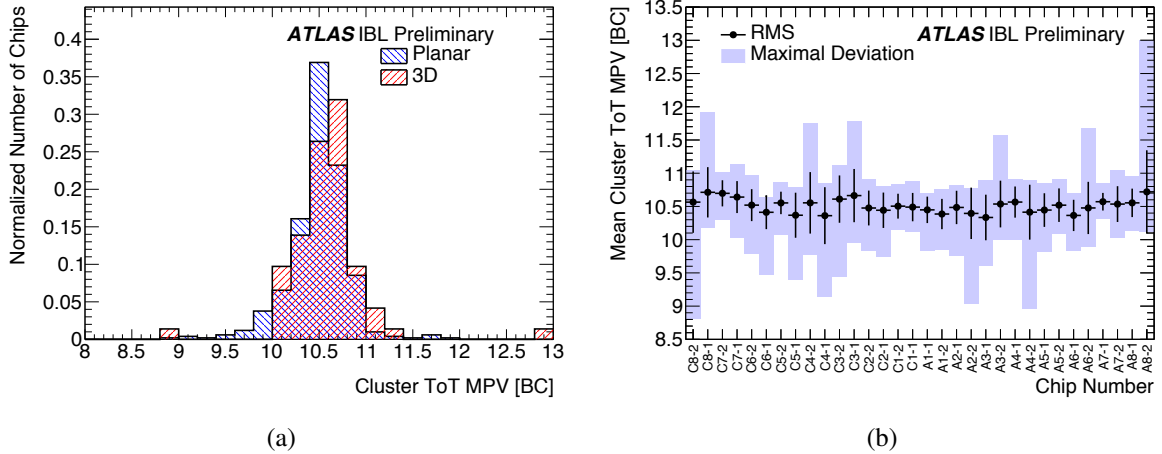 Normalized Number of Chips
0.4
0.35
0.3
0.25
0.2
0.15
0.1
0.05
0
ATLAS IBL Preliminary
Planar
3D
8 8.5 9 9.5 10 10.5 11 11.5 12 12.5 13
Cluster ToT MPV [BC]
(a)
Mean Cluster ToT MPV [BC]
13.5
13
12.5
12
11.5
11
10.5
10
9.5
9
8.5
RMS
Maximal Deviation
ATLAS IBL Preliminary
C8-2 C8-1 C7-2 C7-1 C6-2 C6-1 C5-2 C5-1 C4-2 C4-1 C3-2 C3-1 C2-2 C2-1 C1-2 C1-1 A1-1 A1-2 A2-1 A2-2 A3-1 A3-2 A4-1 A4-2 A5-1 A5-2 A6-1 A6-2 A7-1 A7-2 A8-1 A8-2
Chip Number
(b)